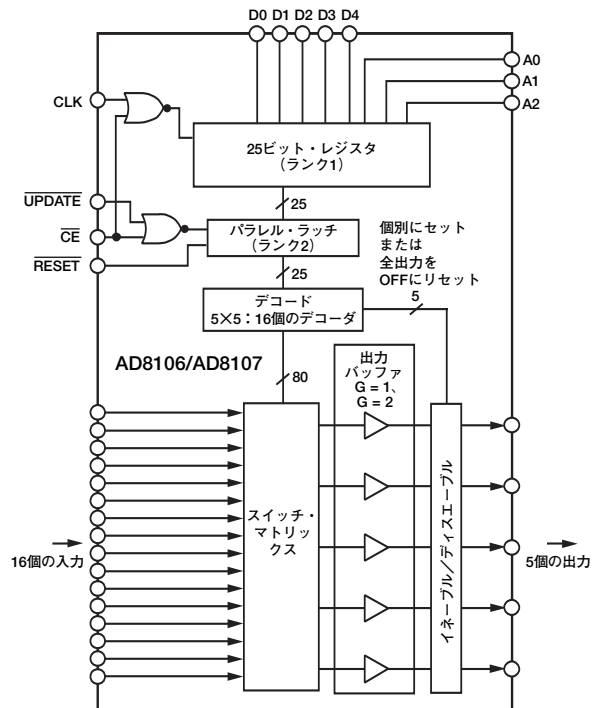 D0 D1 D2 D3 D4
A0
A1
A2
CLK
25ビット・レジスタ
(ランク1)
25
UPDATE
CE
RESET
パラレル・ラッチ
(ランク2)
25
個別にセット
または
全出力を
OFFにリセット
5
デコード
5×5：16個のデコーダ
AD8106/AD8107
80
出力
バッファ
G = 1、
G = 2
スイッチ・
マトリッ
クス
イネーブル／ディスエーブル
16個の入力
5個の出力